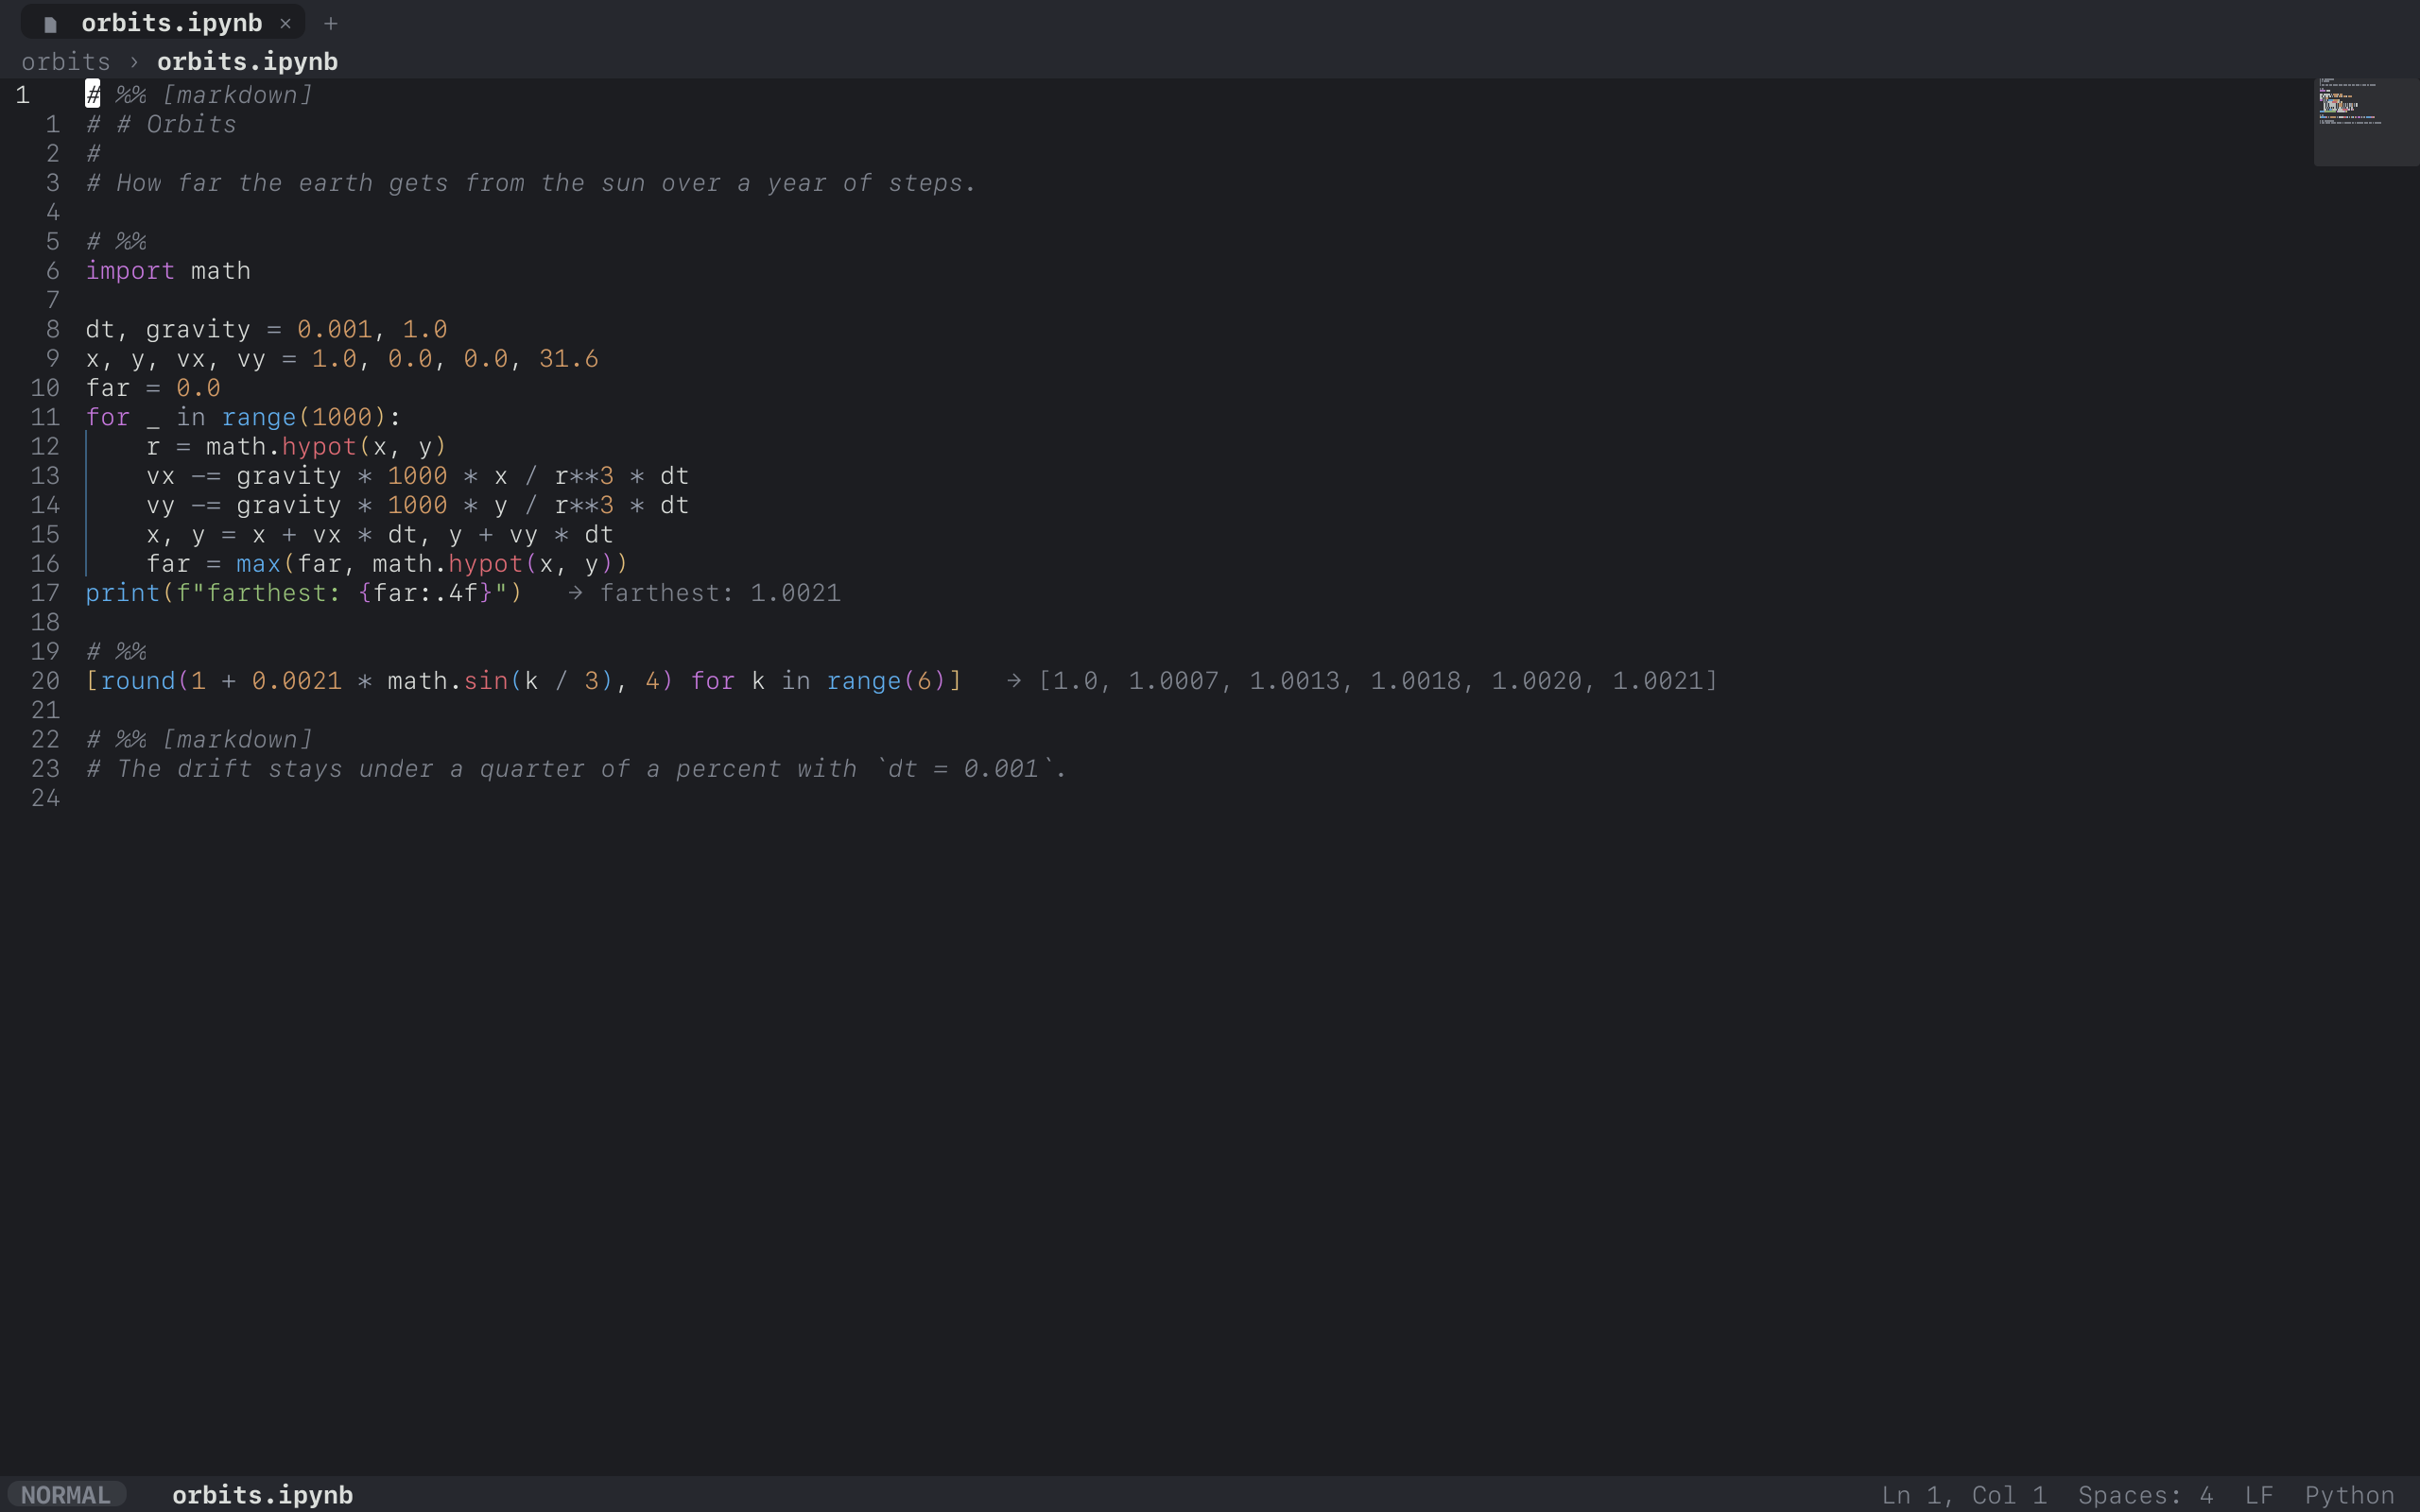 orbits.ipynb × +
orbits › orbits.ipynb
1 # %% [markdown]
1 # # Orbits
2 #
3 # How far the earth gets from the sun over a year of steps.
4
5 # %%
6 import math
7
8 dt, gravity = 0.001, 1.0
9 x, y, vx, vy = 1.0, 0.0, 0.0, 31.6
10 far = 0.0
11 for _ in range(1000):
12     r = math.hypot(x, y)
13     vx -= gravity * 1000 * x / r**3 * dt
14     vy -= gravity * 1000 * y / r**3 * dt
15     x, y = x + vx * dt, y + vy * dt
16     far = max(far, math.hypot(x, y))
17 print(f"farthest: {far:.4f}")   → farthest: 1.0021
18
19 # %%
20 [round(1 + 0.0021 * math.sin(k / 3), 4) for k in range(6)]   → [1.0, 1.0007, 1.0013, 1.0018, 1.0020, 1.0021]
21
22 # %% [markdown]
23 # The drift stays under a quarter of a percent with `dt = 0.001`.
24
NORMAL orbits.ipynb Ln 1, Col 1 Spaces: 4 LF Python